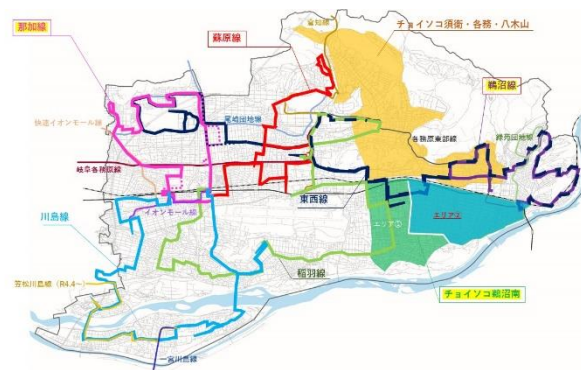 那加線
蘇原線
チョイソコ須衛・各務・八木山
鵜沼線
快速イオンモール線
尾崎団地線
各務原東部線
緑苑団地線
岐阜各務原線
東西線
川島線
イオンモール線
エリア①
エリア②
稲羽線
チョイソコ鵜沼南
笠松川島線（R4.4～）
一宮川島線